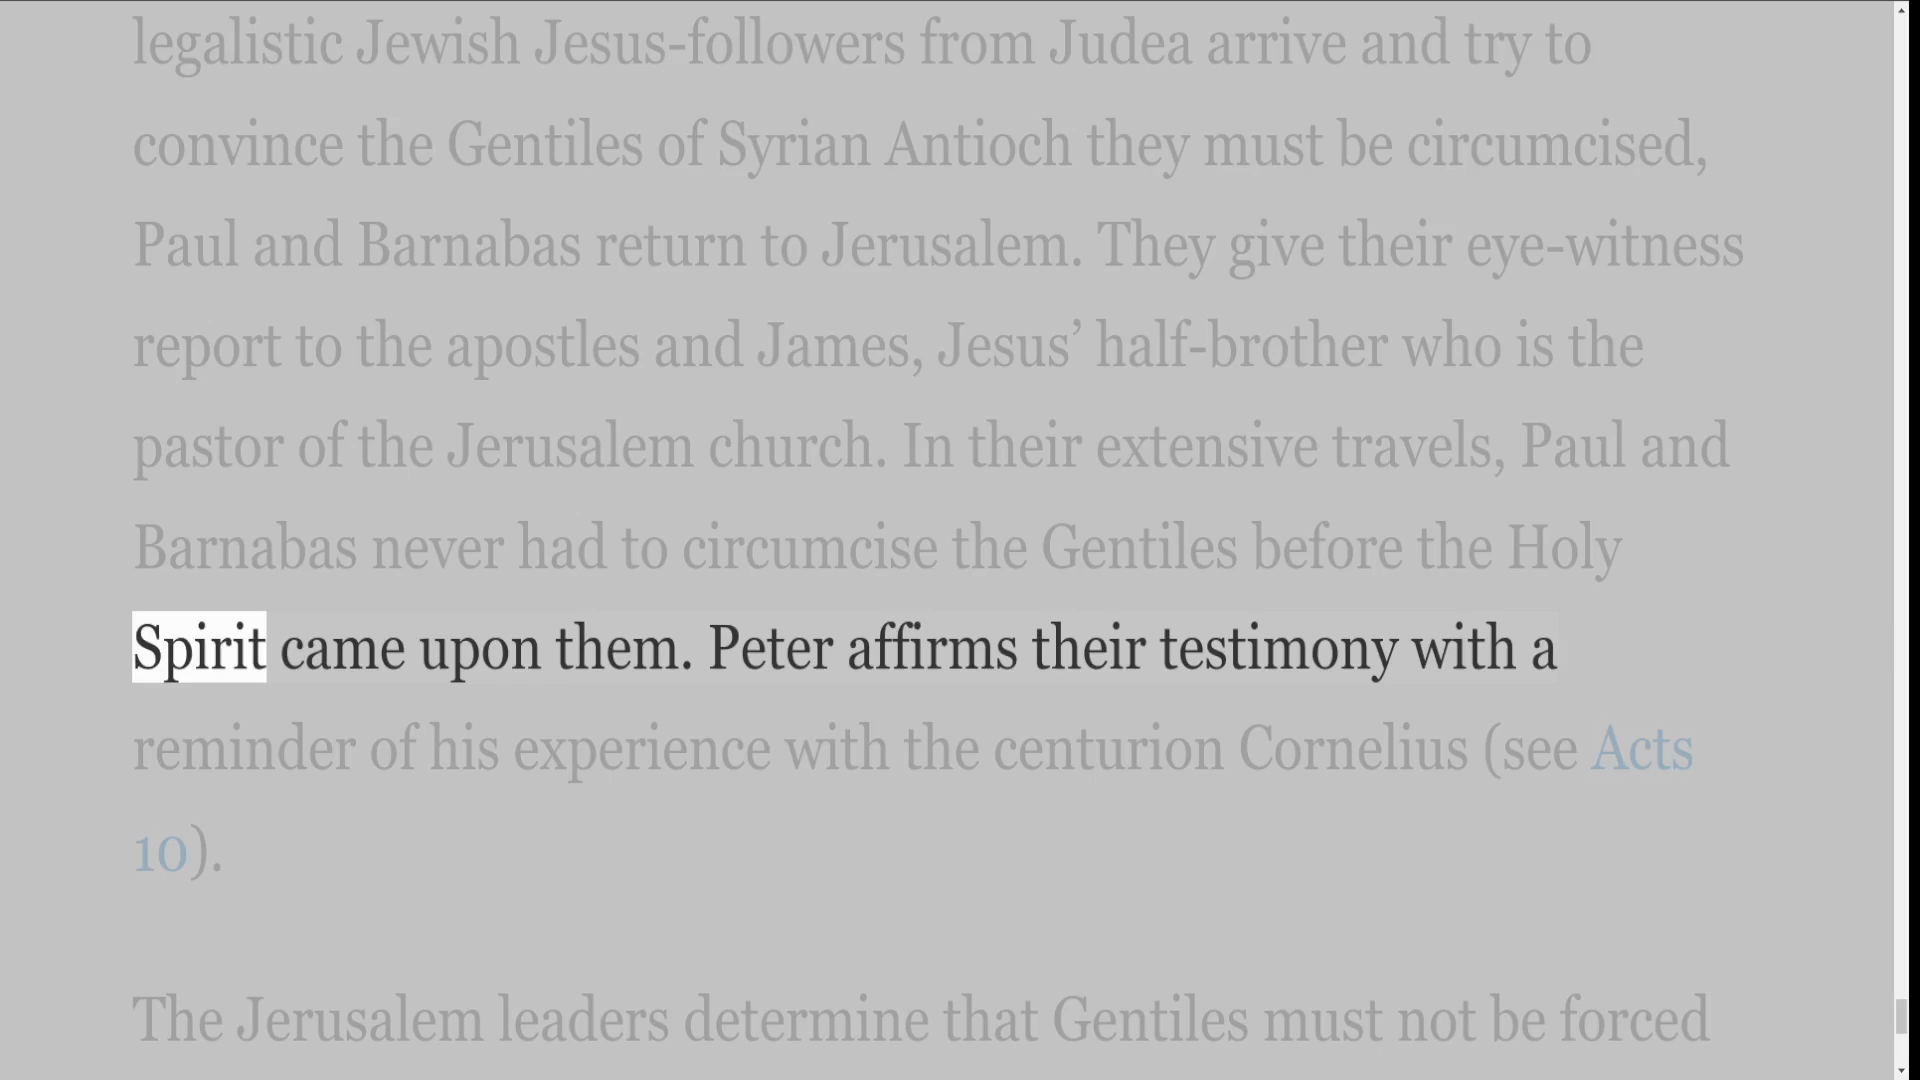 legalistic Jewish Jesus-followers from Judea arrive and try to
convince the Gentiles of Syrian Antioch they must be circumcised,
Paul and Barnabas return to Jerusalem. They give their eye-witness
report to the apostles and James, Jesus’ half-brother who is the
pastor of the Jerusalem church. In their extensive travels, Paul and
Barnabas never had to circumcise the Gentiles before the Holy
Spirit came upon them. Peter affirms their testimony with a
reminder of his experience with the centurion Cornelius (see Acts
10).
The Jerusalem leaders determine that Gentiles must not be forced